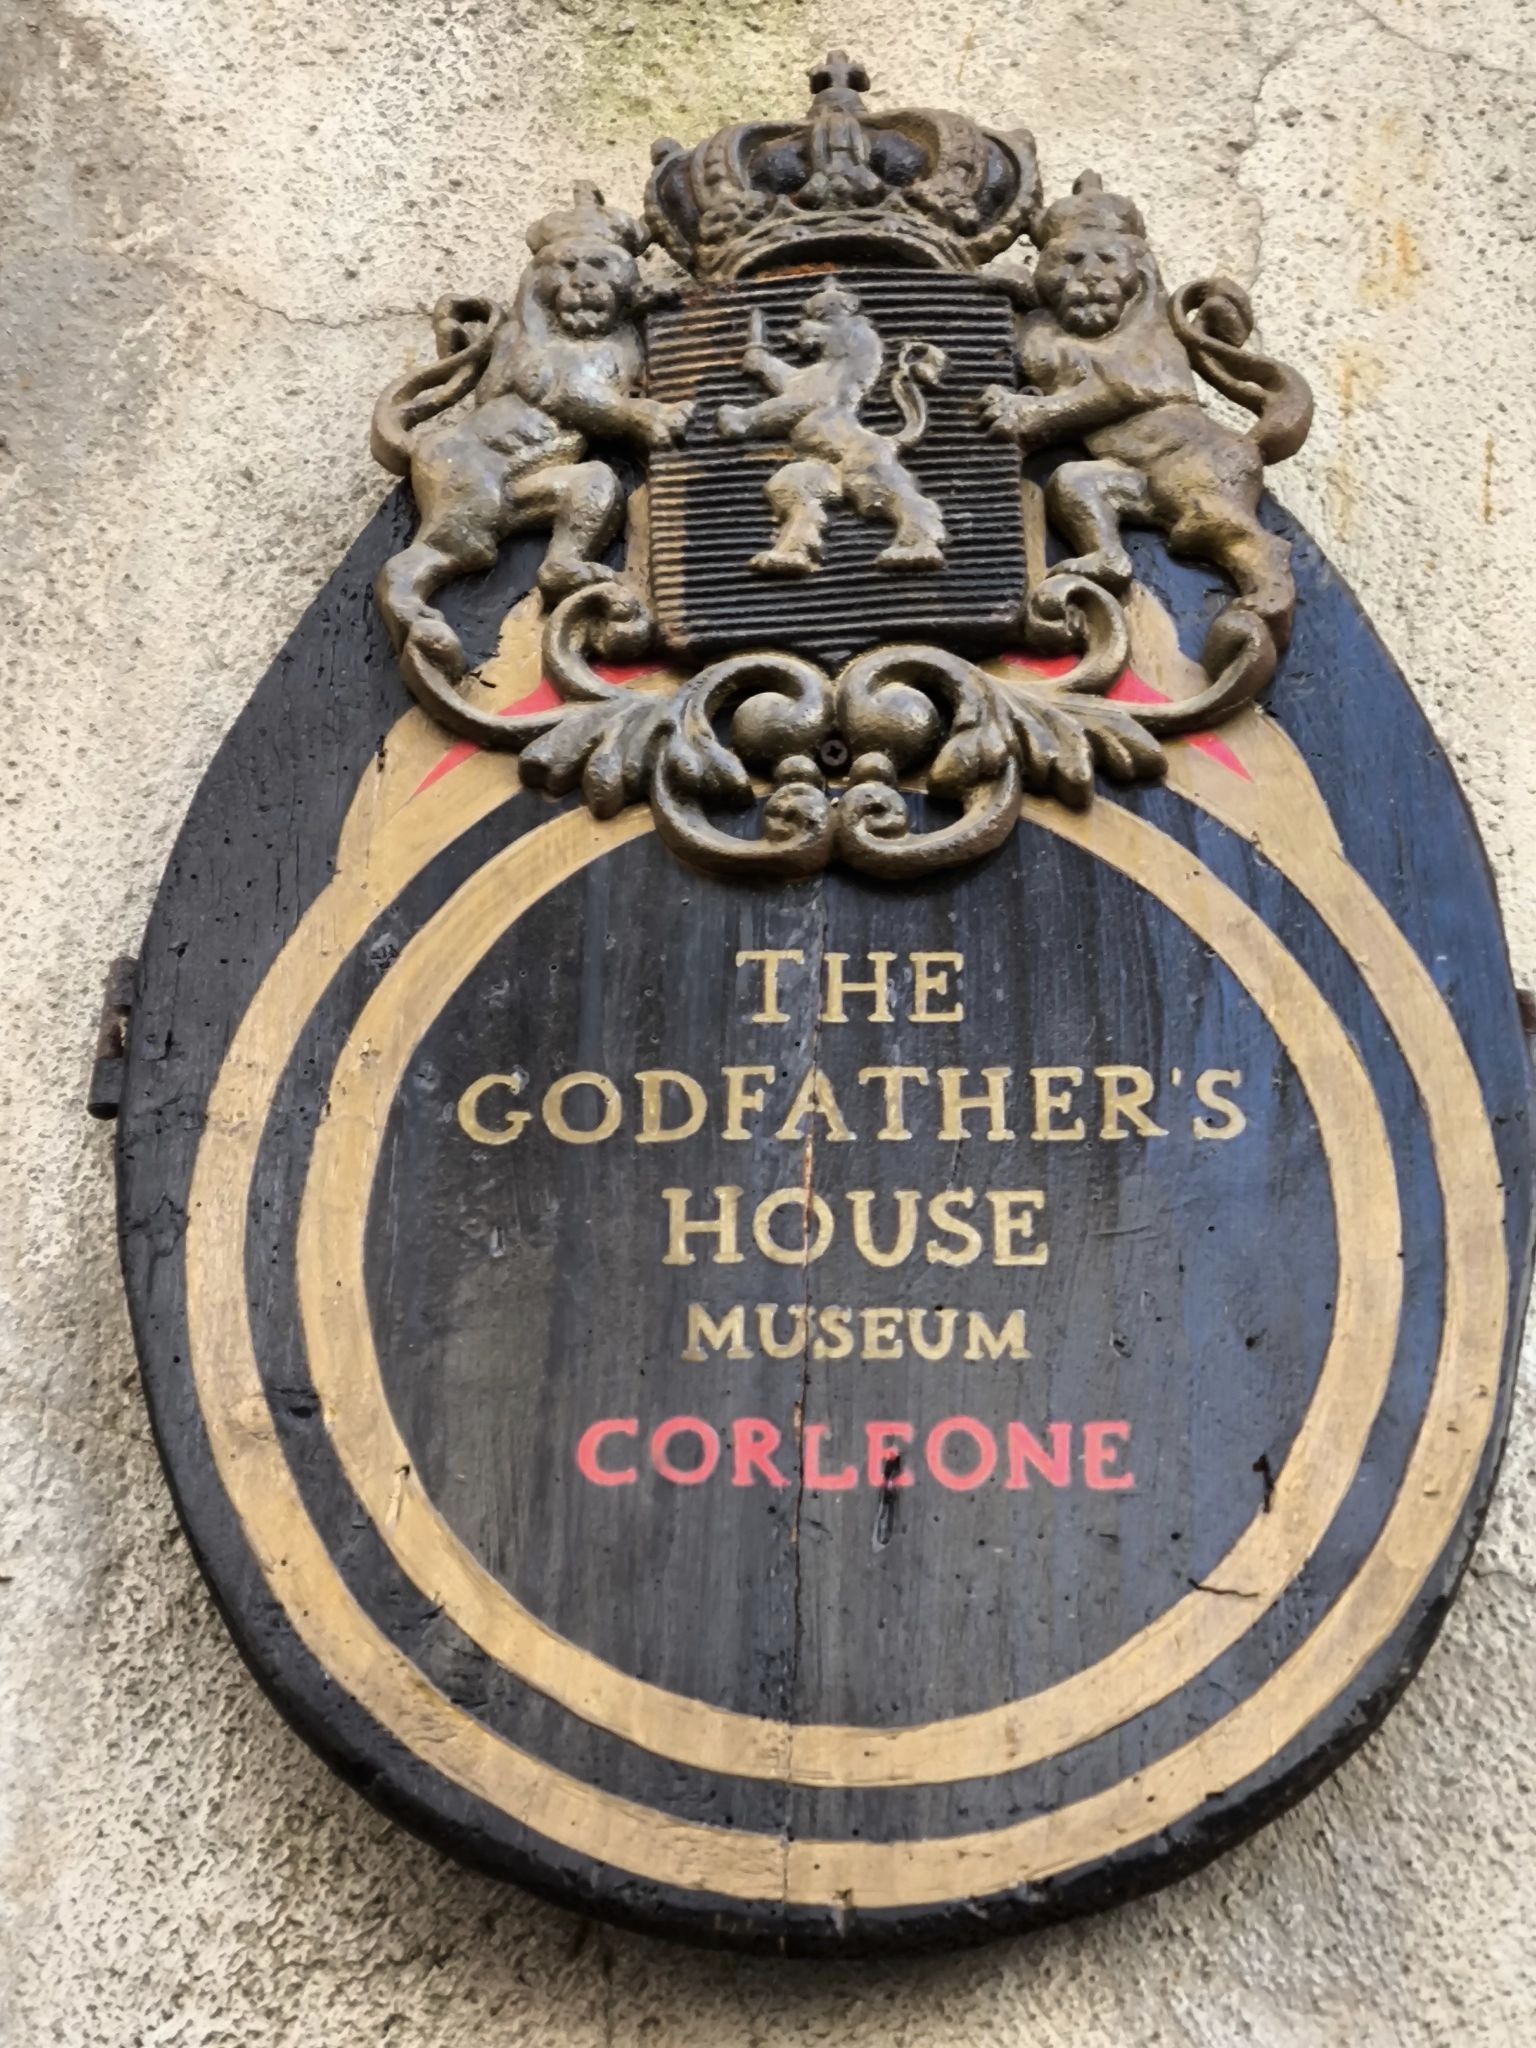 THE
GODFATHER'S
HOUSE
MUSEUM
CORLEONE